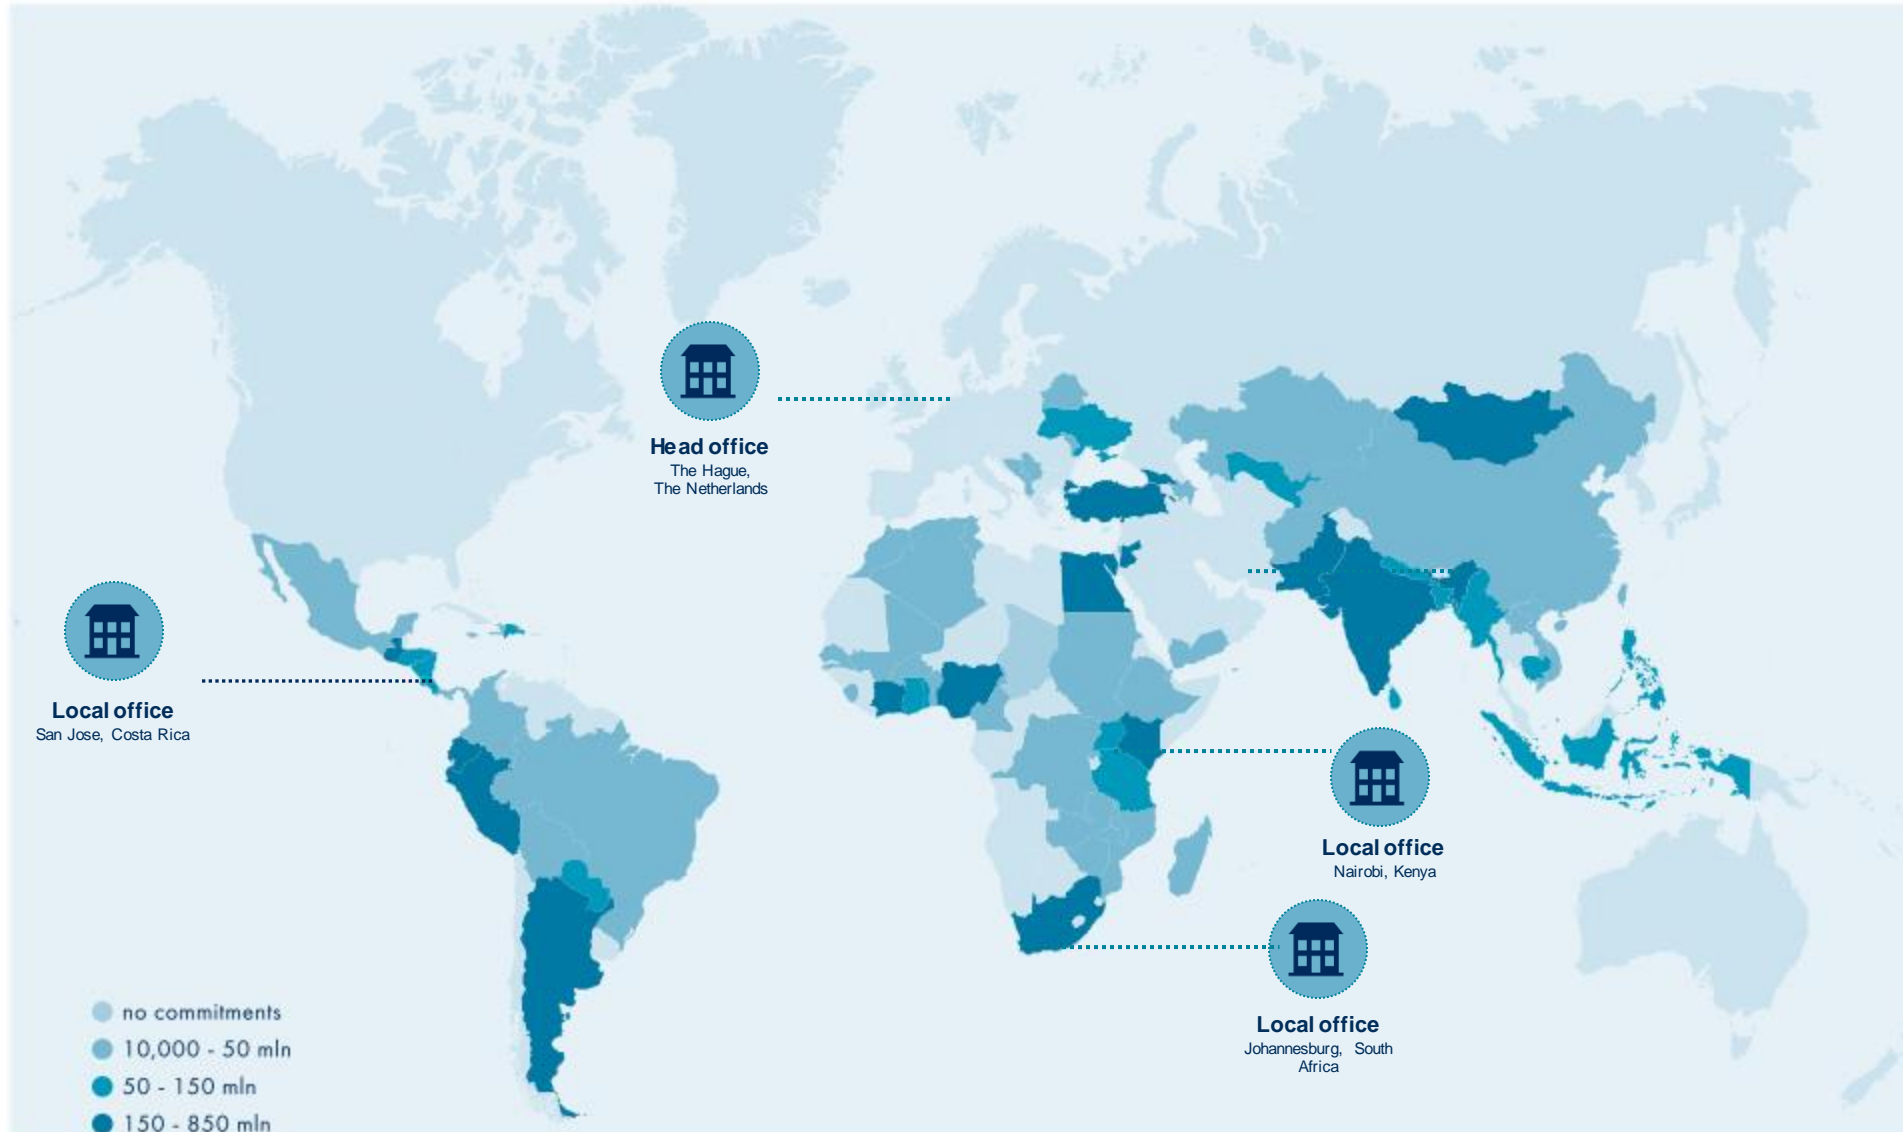 Head office
The Hague,
The Netherlands
Local office
San Jose, Costa Rica
Local office
Nairobi, Kenya
Local office
Johannesburg, South
Africa
no commitments
10,000 - 50 mln
50 - 150 mln
150 - 850 mln